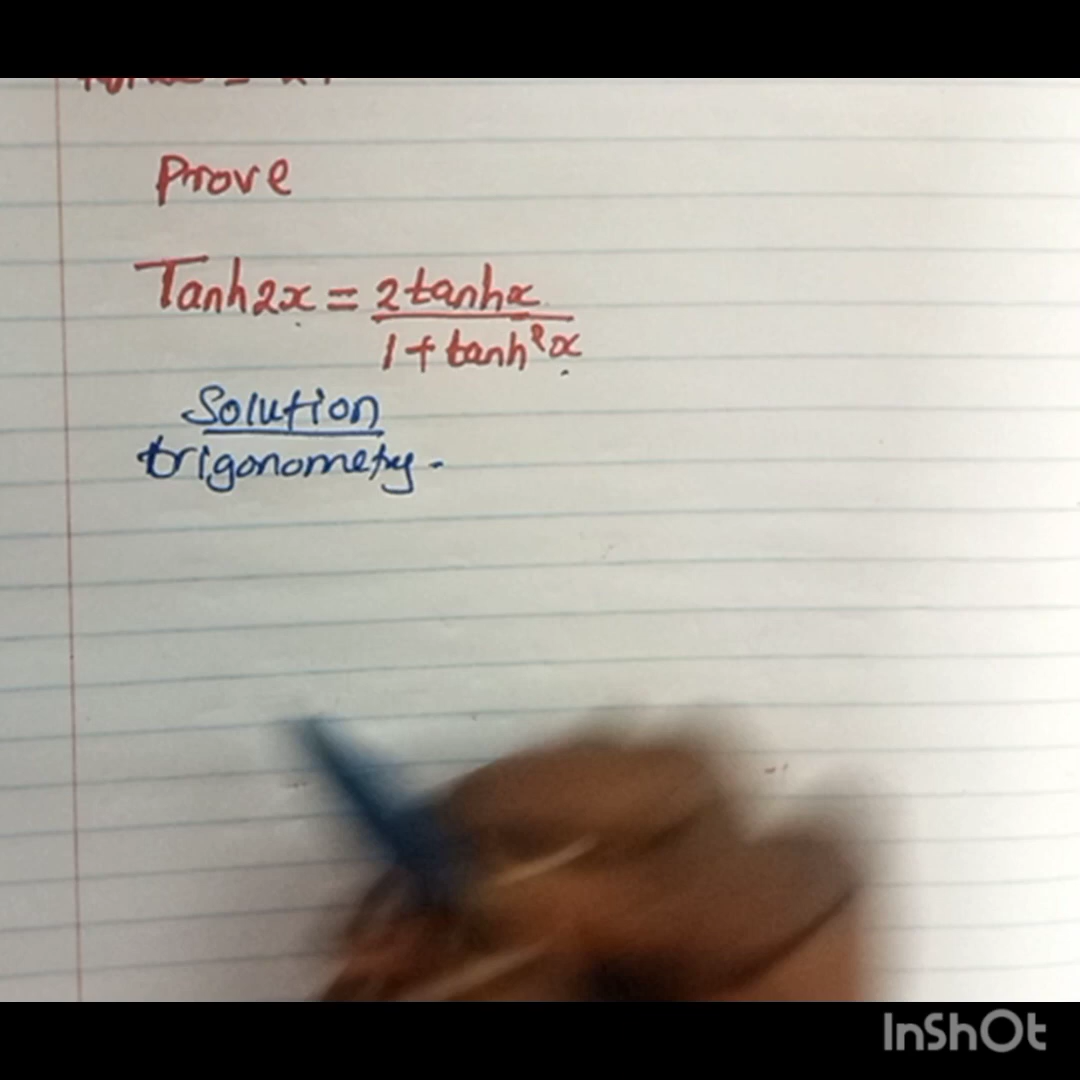 Prove
Tanh2x = 2tanhx
1 + tanh²x
Solution
trigonometry -
InShOt